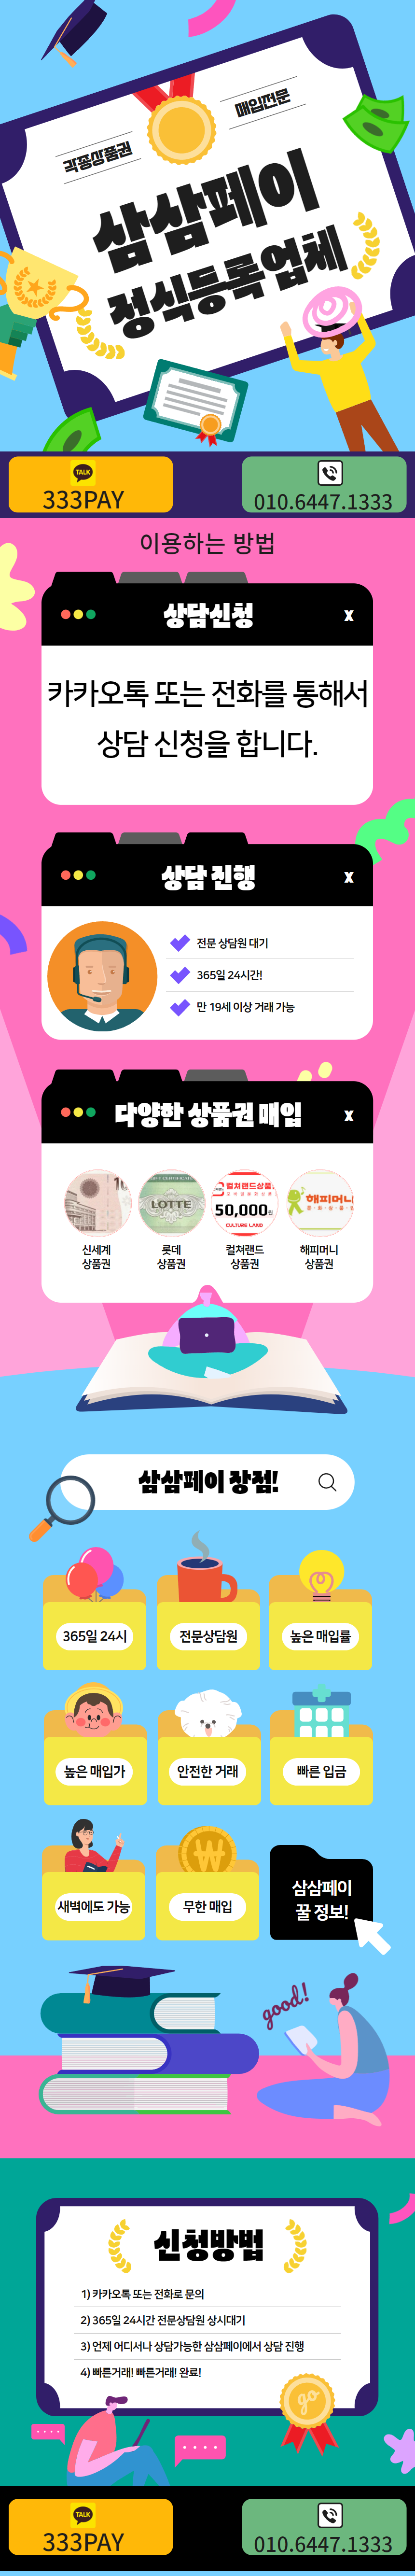 각종상품권
매입전문
삼삼페이
정식등록업체
TALK
333PAY
010.6447.1333
이용하는 방법
상담신청
X
카카오톡 또는 전화를 통해서
상담 신청을 합니다.
상담 진행
X
전문 상담원 대기
365일 24시간!
만 19세 이상 거래 가능
다양한 상품권 매입
X
LOTTE
컬쳐랜드상품권
50,000원
CULTURE LAND
해피머니
신세계
상품권
롯데
상품권
컬쳐랜드
상품권
해피머니
상품권
삼삼페이 장점!
365일 24시
전문상담원
높은 매입률
높은 매입가
안전한 거래
빠른 입금
새벽에도 가능
무한 매입
삼삼페이
꿀 정보!
good!
신청방법
1) 카카오톡 또는 전화로 문의
2) 365일 24시간 전문상담원 상시대기
3) 언제 어디서나 상담가능한 삼삼페이에서 상담 진행
4) 빠른거래! 빠른거래! 완료!
go
TALK
333PAY
010.6447.1333